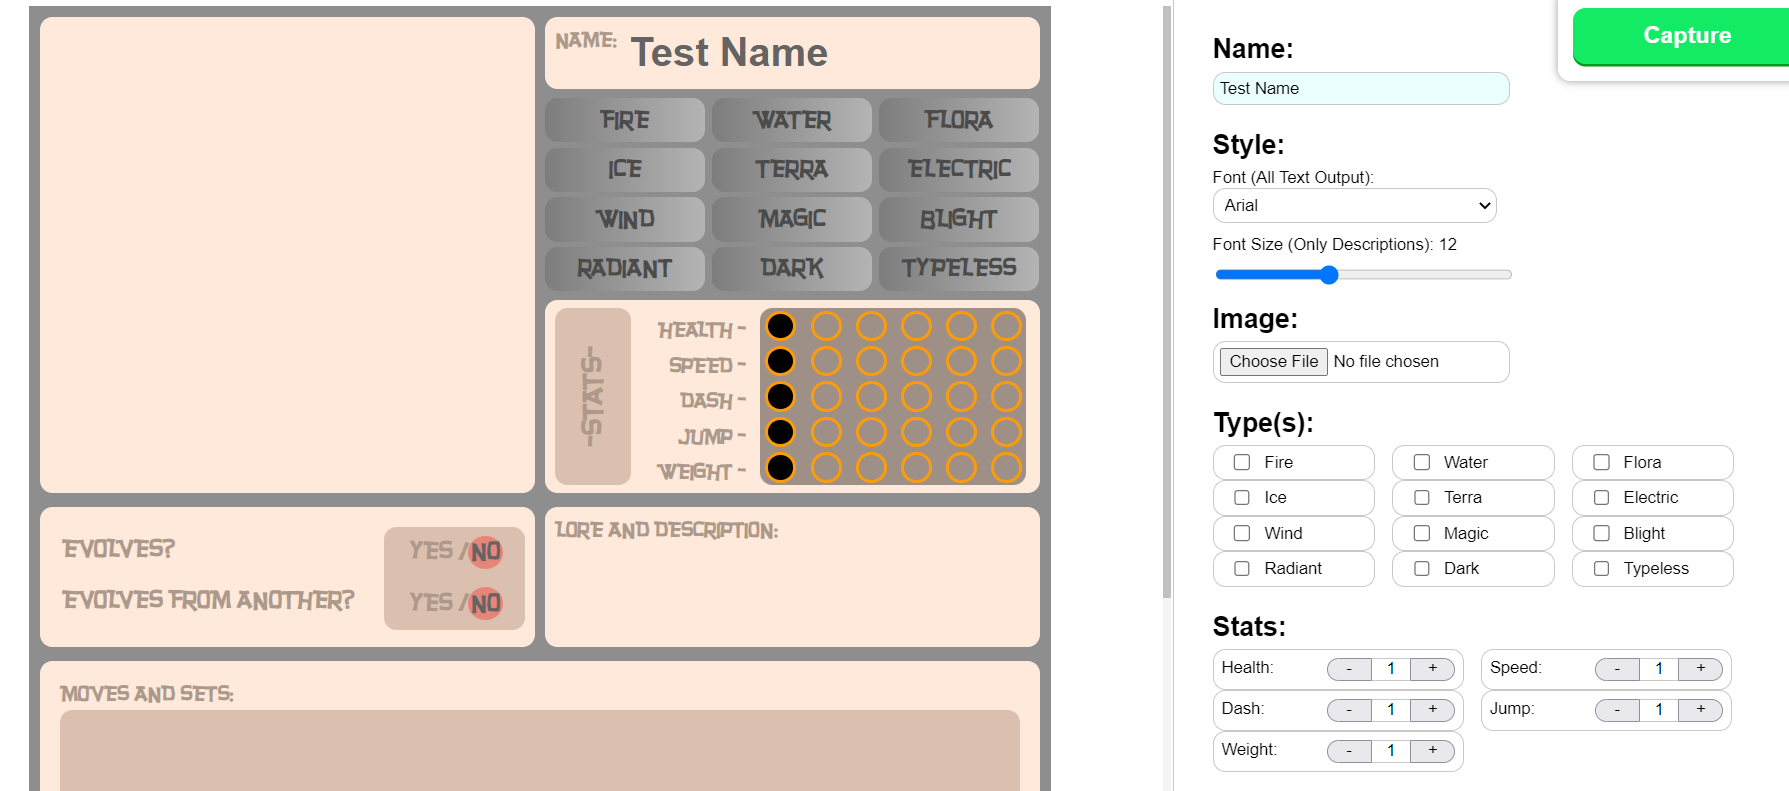 NAME: Test Name
FIRE WATER FLORA
ICE TERRA ELECTRIC
WIND MAGIC BLIGHT
RADIANT DARK TYPELESS
-STATS-
HEALTH -
SPEED -
DASH -
JUMP -
WEIGHT -
EVOLVES? YES / NO
EVOLVES FROM ANOTHER? YES / NO
LORE AND DESCRIPTION:
MOVES AND SETS:
Capture
Name:
Test Name
Style:
Font (All Text Output):
Arial
Font Size (Only Descriptions): 12
Image:
Choose File No file chosen
Type(s):
Fire Water Flora
Ice Terra Electric
Wind Magic Blight
Radiant Dark Typeless
Stats:
Health: - 1 + Speed: - 1 +
Dash: - 1 + Jump: - 1 +
Weight: - 1 +